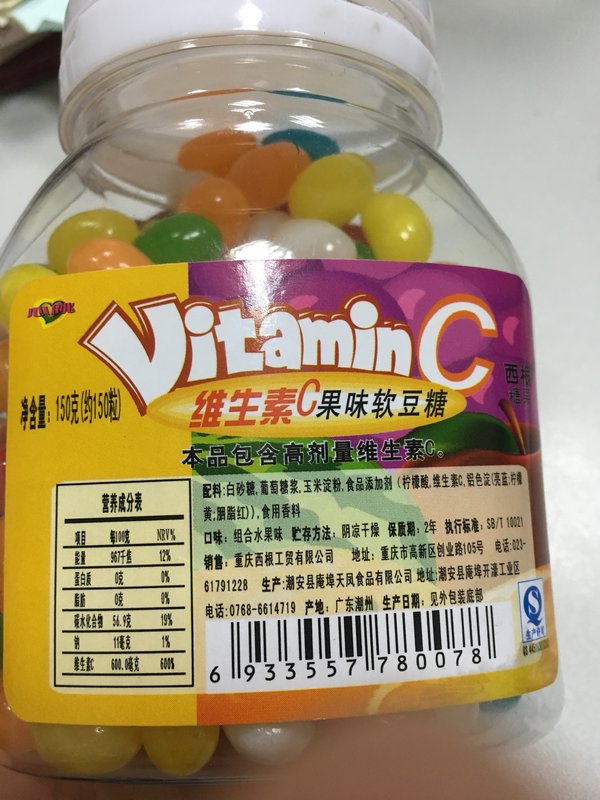 Vitamin C
维生素C果味软豆糖
西根
糖果
净含量：150克(约150粒)
本品包含高剂量维生素C。
配料:白砂糖,葡萄糖浆,玉米淀粉,食品添加剂（柠檬酸,维生素C,铝色淀(亮蓝;柠檬
黄;胭脂红)),食用香料
口味：组合水果味 贮存方法：阴凉干燥 保质期：2年 执行标准：SB/T 10021
销售：重庆西根工贸有限公司 地址：重庆市高新区创业路105号 电话:023-
61791228 生产:潮安县庵埠天凤食品有限公司 地址:潮安县庵埠开濠工业区
电话:0768-6614719 产地：广东潮州 生产日期：见外包装底部
营养成分表
项目 每100克 NRV%
能量 967千焦 12%
蛋白质 0克 0%
脂肪 0克 0%
碳水化合物 56.9克 19%
钠 11毫克 1%
维生素C 600.0毫克 600%
6 933557 780078
生产许可